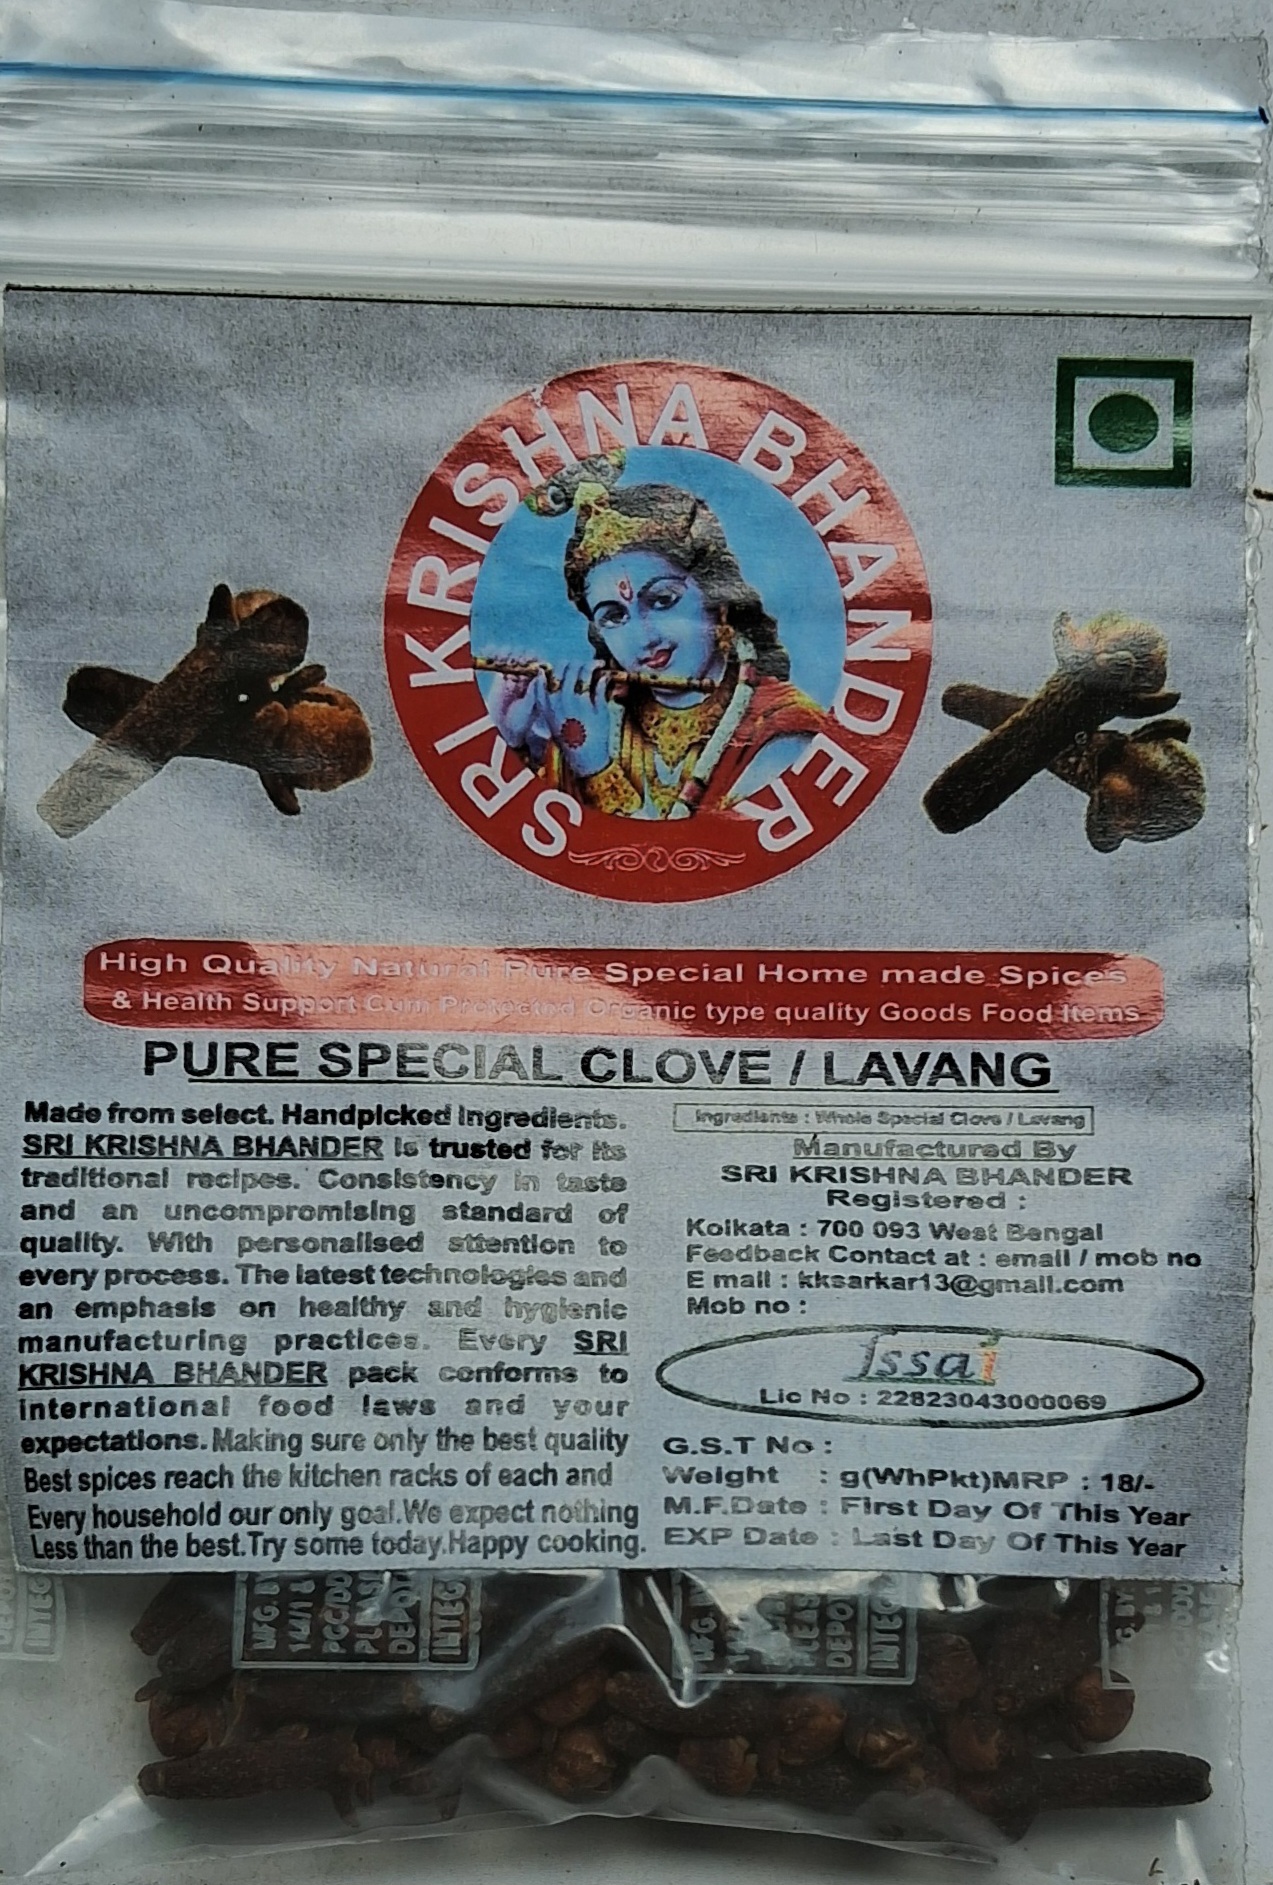 SRI KRISHNA BHANDER
High Quality Natural Pure Special Home made Spices
& Health Support Cum Protected Organic type quality Goods Food Items
PURE SPECIAL CLOVE / LAVANG
Made from select. Handpicked Ingredients.
SRI KRISHNA BHANDER is trusted for its
traditional recipes. Consistency in taste
and an uncompromising standard of
quality. With personalised attention to
every process. The latest technologies and
an emphasis on healthy and hygienic
manufacturing practices. Every SRI
KRISHNA BHANDER pack conforms to
international food laws and your
expectations. Making sure only the best quality
Best spices reach the kitchen racks of each and
Every household our only goal. We expect nothing
Less than the best. Try some today. Happy cooking.
Ingredients : Whole Special Clove / Lavang
Manufactured By
SRI KRISHNA BHANDER
Registered :
Kolkata : 700 093 West Bengal
Feedback Contact at : email / mob no
E mail : kksarkar13@gmail.com
Mob no :
fssai
Lic No : 22823043000069
G.S.T No :
Weight : g(WhPkt)MRP : 18/-
M.F.Date : First Day Of This Year
EXP Date : Last Day Of This Year
MFG. BY
DEPO
INTEG
MFG. BY
DEPO
INTEG